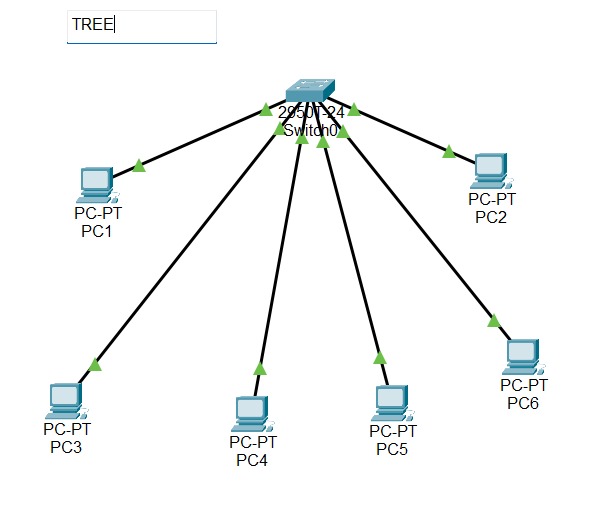 TREE
2950T-24
Switch0
PC-PT
PC1
PC-PT
PC2
PC-PT
PC3
PC-PT
PC4
PC-PT
PC5
PC-PT
PC6